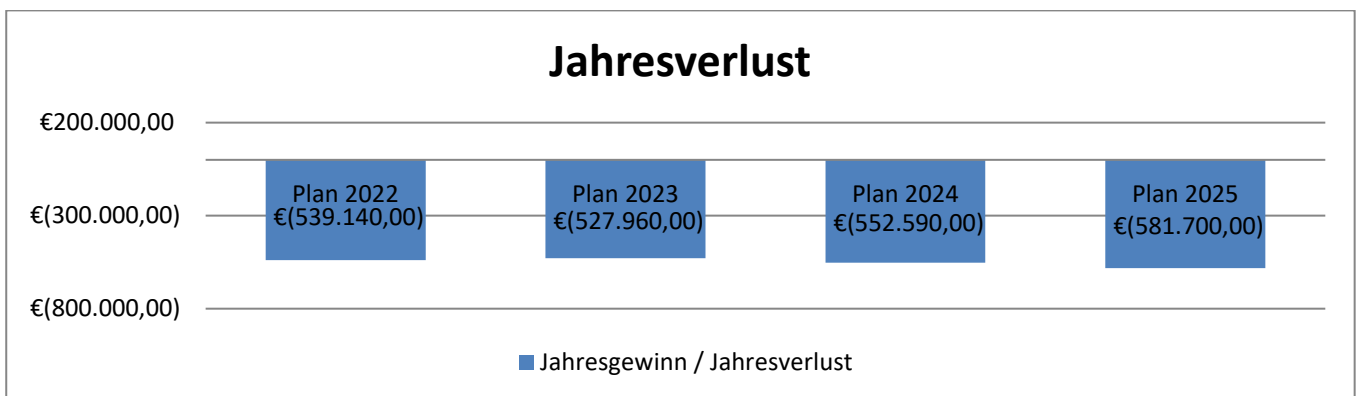 Jahresverlust
€200.000,00
€(300.000,00)
€(800.000,00)
Plan 2022
€(539.140,00)
Plan 2023
€(527.960,00)
Plan 2024
€(552.590,00)
Plan 2025
€(581.700,00)
Jahresgewinn / Jahresverlust